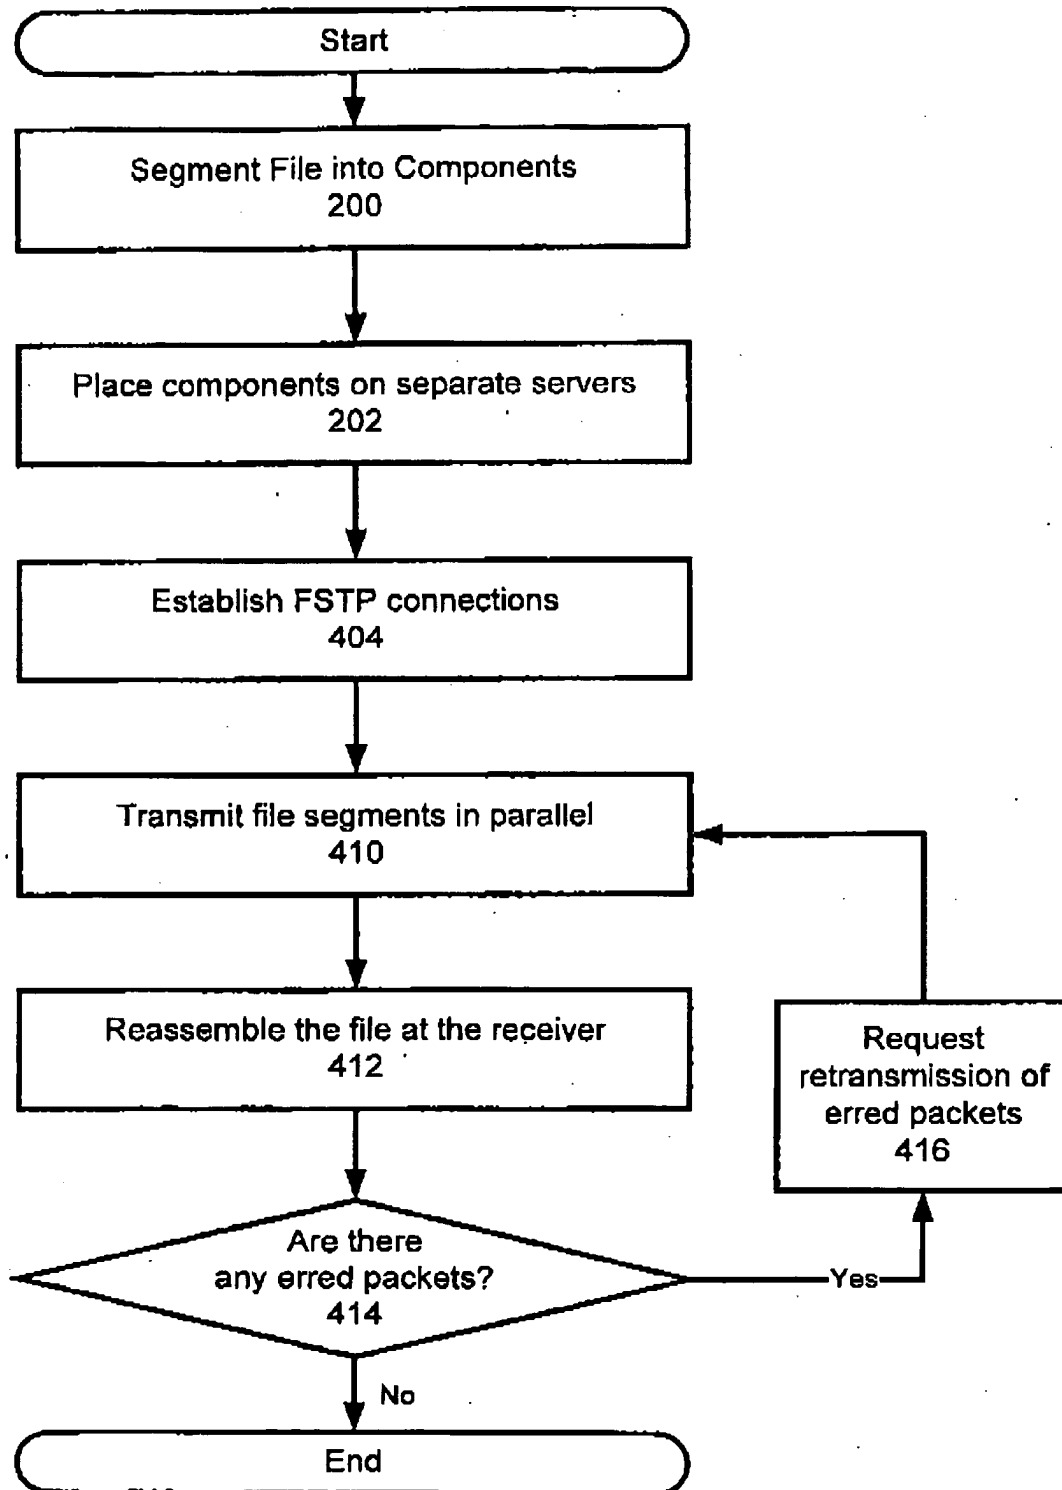 Start
Segment File into Components
200
Place components on separate servers
202
Establish FSTP connections
404
Transmit file segments in parallel
410
Reassemble the file at the receiver
412
Request
retransmission of
erred packets
416
Are there
any erred packets?
414
Yes
No
End